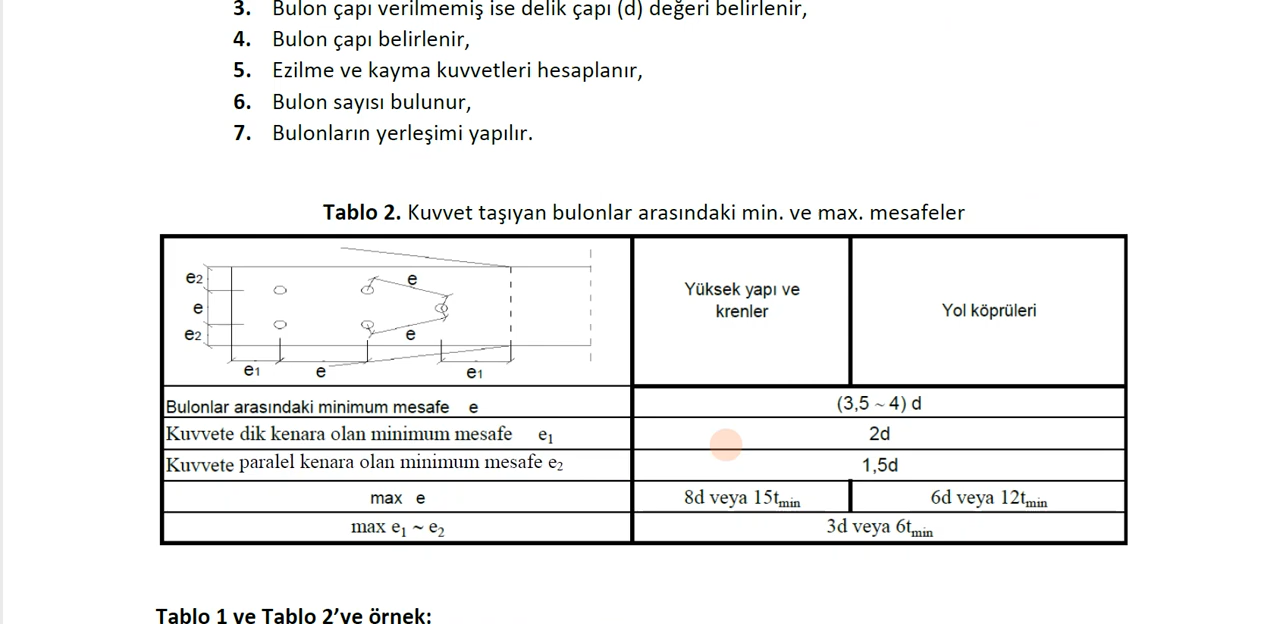 3. Bulon çapı verilmemiş ise delik çapı (d) değeri belirlenir,
4. Bulon çapı belirlenir,
5. Ezilme ve kayma kuvvetleri hesaplanır,
6. Bulon sayısı bulunur,
7. Bulonların yerleşimi yapılır.
Tablo 2. Kuvvet taşıyan bulonlar arasındaki min. ve max. mesafeler
e2
e
e2
e
e
e1
e
e1
Yüksek yapı ve
krenler
Yol köprüleri
Bulonlar arasındaki minimum mesafe e
(3,5 ~ 4) d
Kuvvete dik kenara olan minimum mesafe e1
2d
Kuvvete paralel kenara olan minimum mesafe e2
1,5d
max e
8d veya 15tmin
6d veya 12tmin
max e1 ~ e2
3d veya 6tmin
Tablo 1 ve Tablo 2’ye örnek: